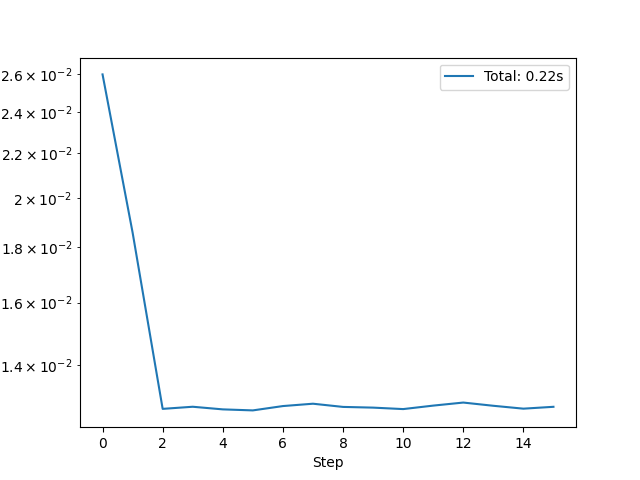 Total: 0.22s
2.6 × 10⁻²
2.4 × 10⁻²
2.2 × 10⁻²
2 × 10⁻²
1.8 × 10⁻²
1.6 × 10⁻²
1.4 × 10⁻²
0 2 4 6 8 10 12 14
Step